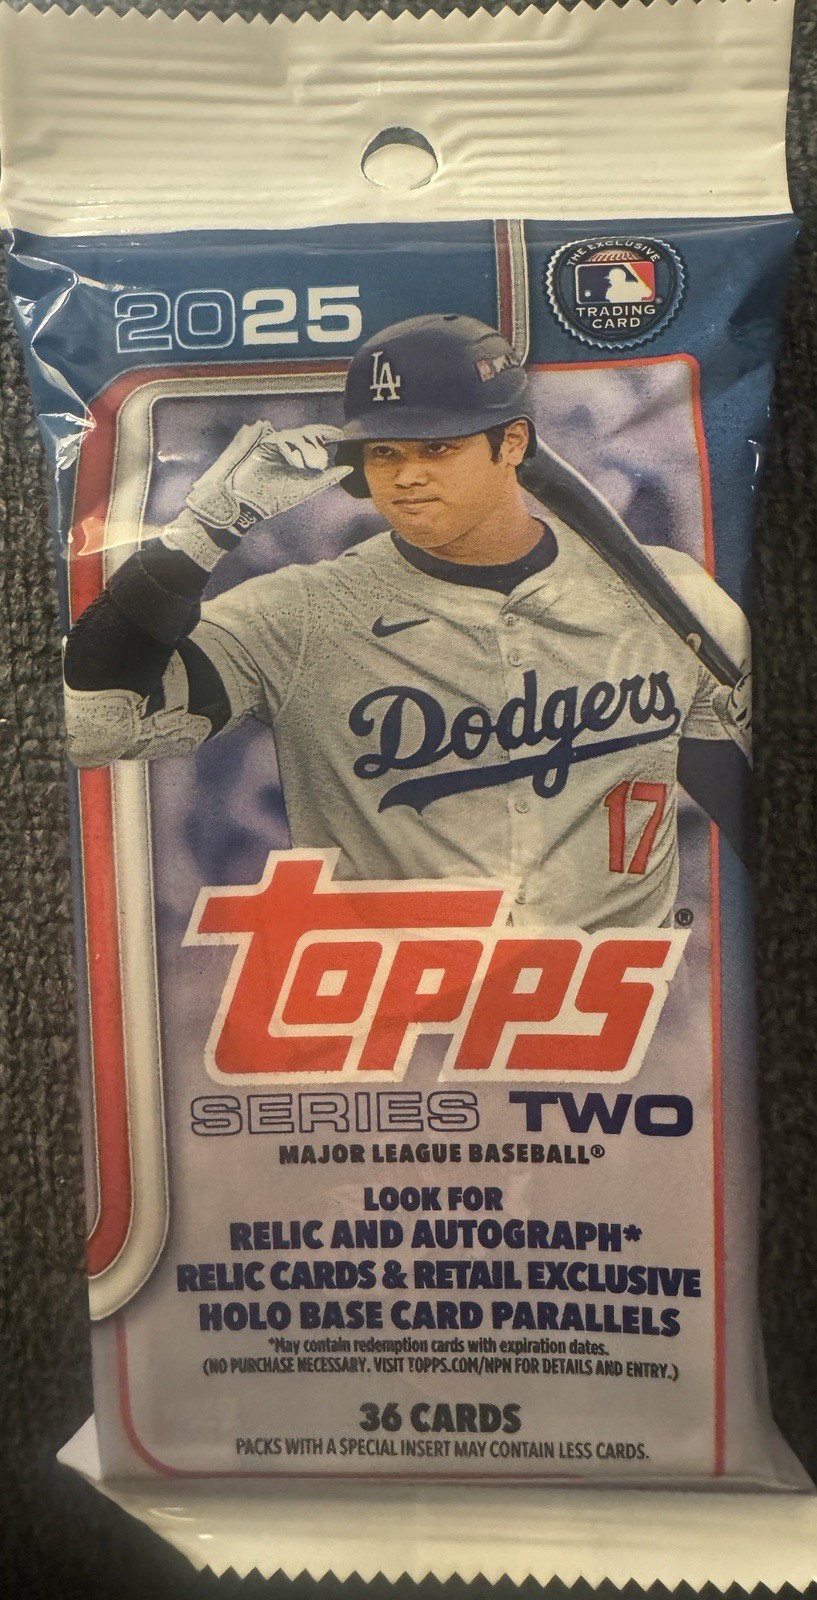 2025
THE EXCLUSIVE
TRADING
CARD
LA
Dodgers
17
topps®
SERIES TWO
MAJOR LEAGUE BASEBALL®
LOOK FOR
RELIC AND AUTOGRAPH*
RELIC CARDS & RETAIL EXCLUSIVE
HOLO BASE CARD PARALLELS
*May contain redemption cards with expiration dates.
(NO PURCHASE NECESSARY. VISIT TOPPS.COM/NPN FOR DETAILS AND ENTRY.)
36 CARDS
PACKS WITH A SPECIAL INSERT MAY CONTAIN LESS CARDS.